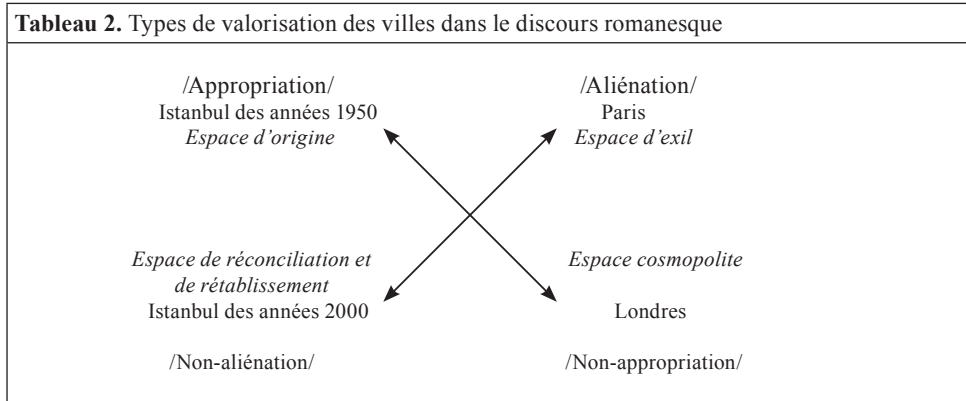 Tableau 2. Types de valorisation des villes dans le discours romanesque
/Appropriation/
Istanbul des années 1950
Espace d'origine
/Aliénation/
Paris
Espace d'exil
Espace de réconciliation et
de rétablissement
Istanbul des années 2000
/Non-aliénation/
Espace cosmopolite
Londres
/Non-appropriation/